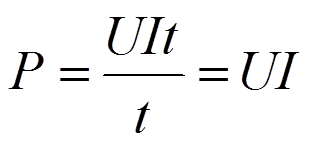 P = UIt/t = UI